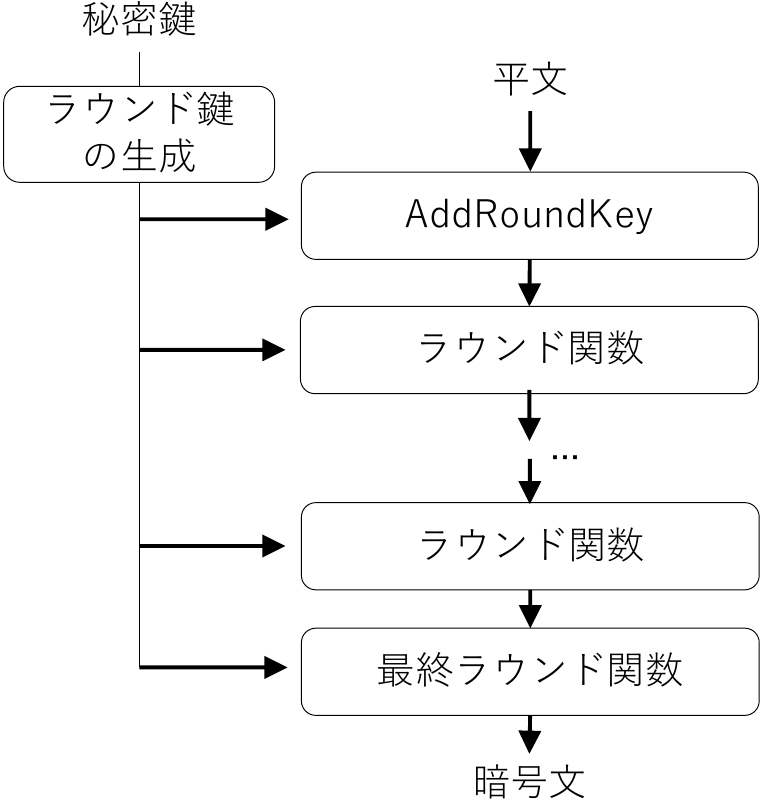 秘密鍵
ラウンド鍵
の生成
平文
AddRoundKey
ラウンド関数
...
ラウンド関数
最終ラウンド関数
暗号文